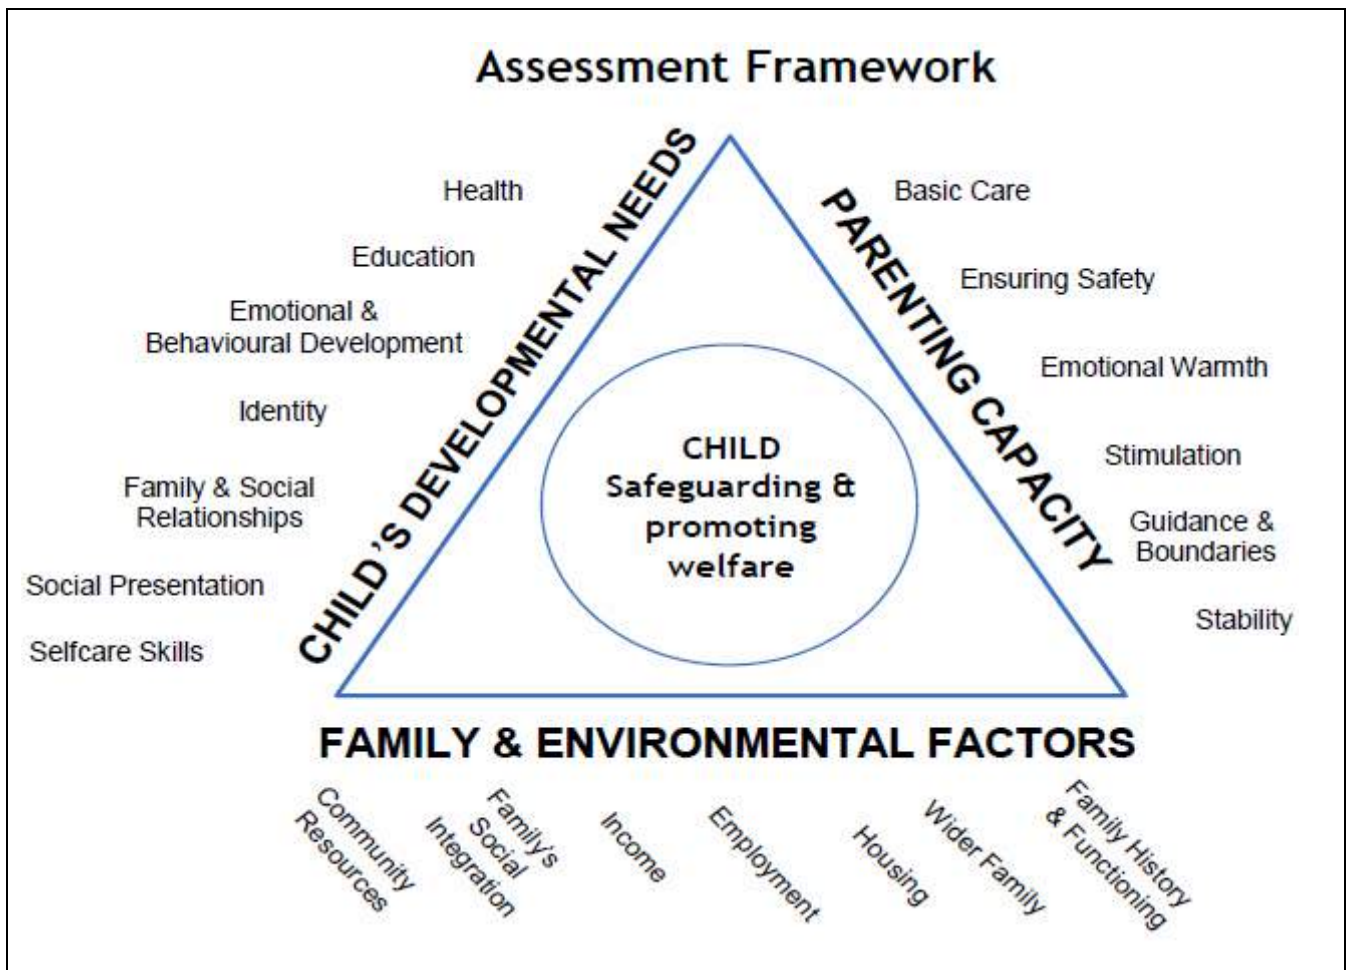 Assessment Framework
CHILD'S DEVELOPMENTAL NEEDS
Health
Education
Emotional &
Behavioural Development
Identity
Family & Social
Relationships
Social Presentation
Selfcare Skills
PARENTING CAPACITY
Basic Care
Ensuring Safety
Emotional Warmth
Stimulation
Guidance &
Boundaries
Stability
CHILD
Safeguarding &
promoting
welfare
FAMILY & ENVIRONMENTAL FACTORS
Community
Resources
Family's
Social
Integration
Income
Employment
Housing
Wider Family
Family History
& Functioning